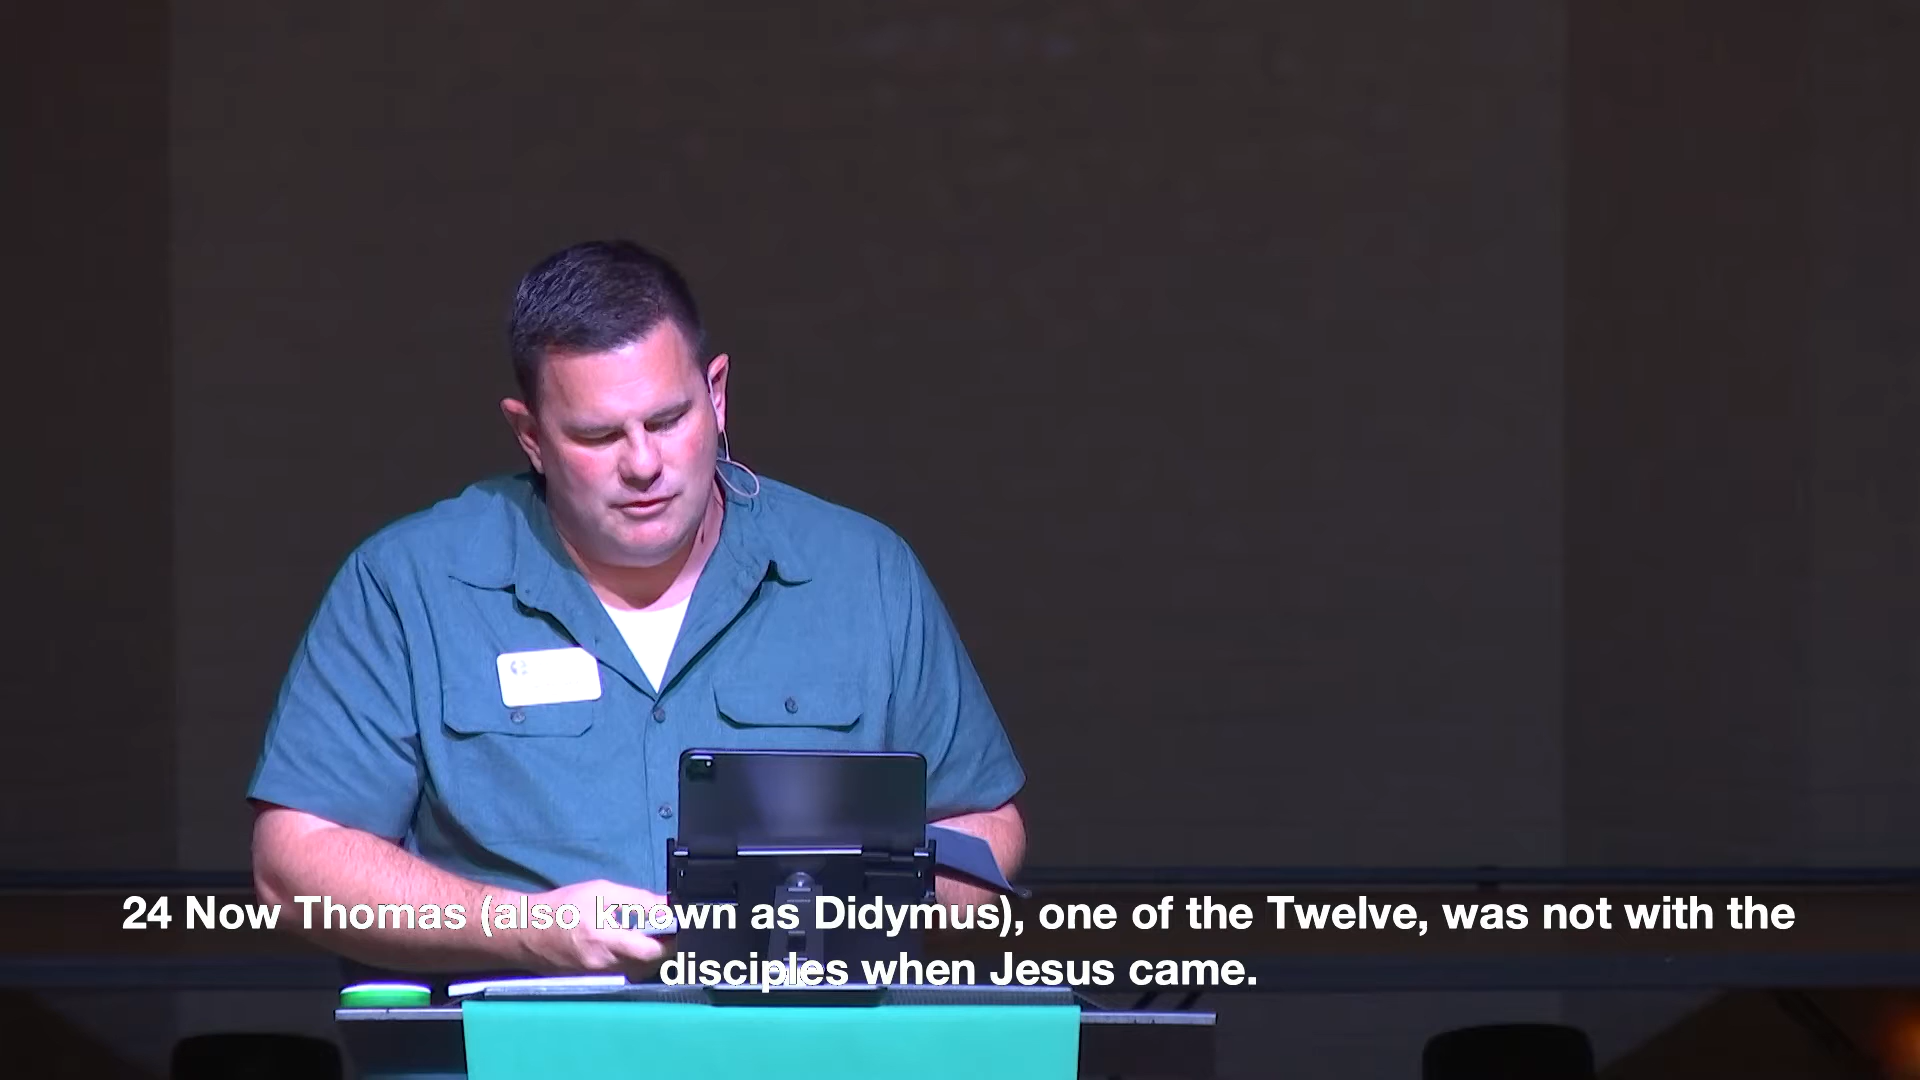 24 Now Thomas (also known as Didymus), one of the Twelve, was not with the
disciples when Jesus came.